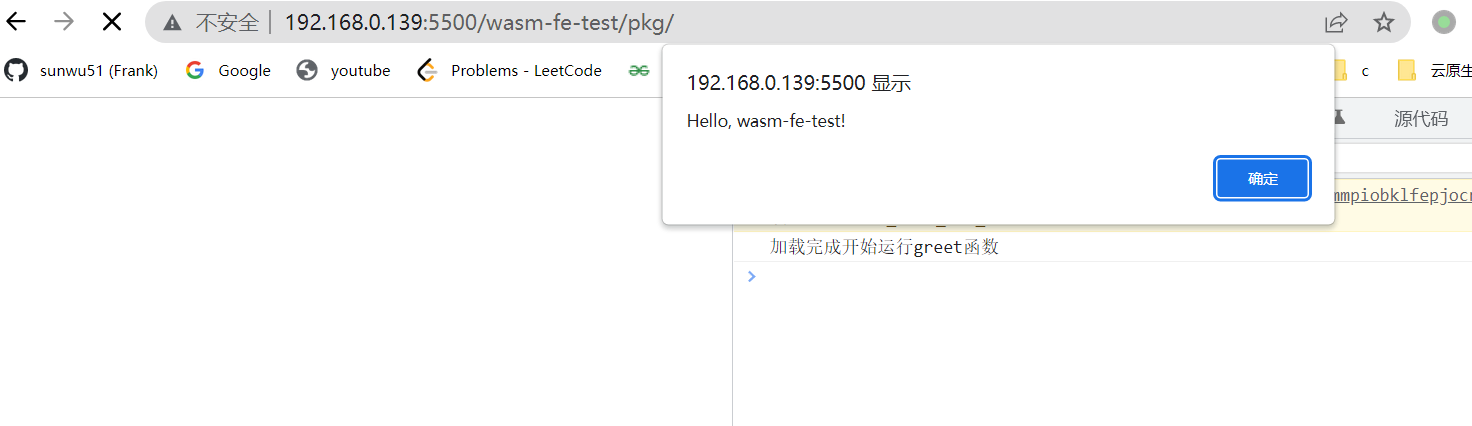 不安全 192.168.0.139:5500/wasm-fe-test/pkg/
sunwu51 (Frank) Google youtube Problems - LeetCode c 云原生
192.168.0.139:5500 显示
Hello, wasm-fe-test!
源代码
确定
mmpiobklfepjocr
加载完成开始运行greet函数